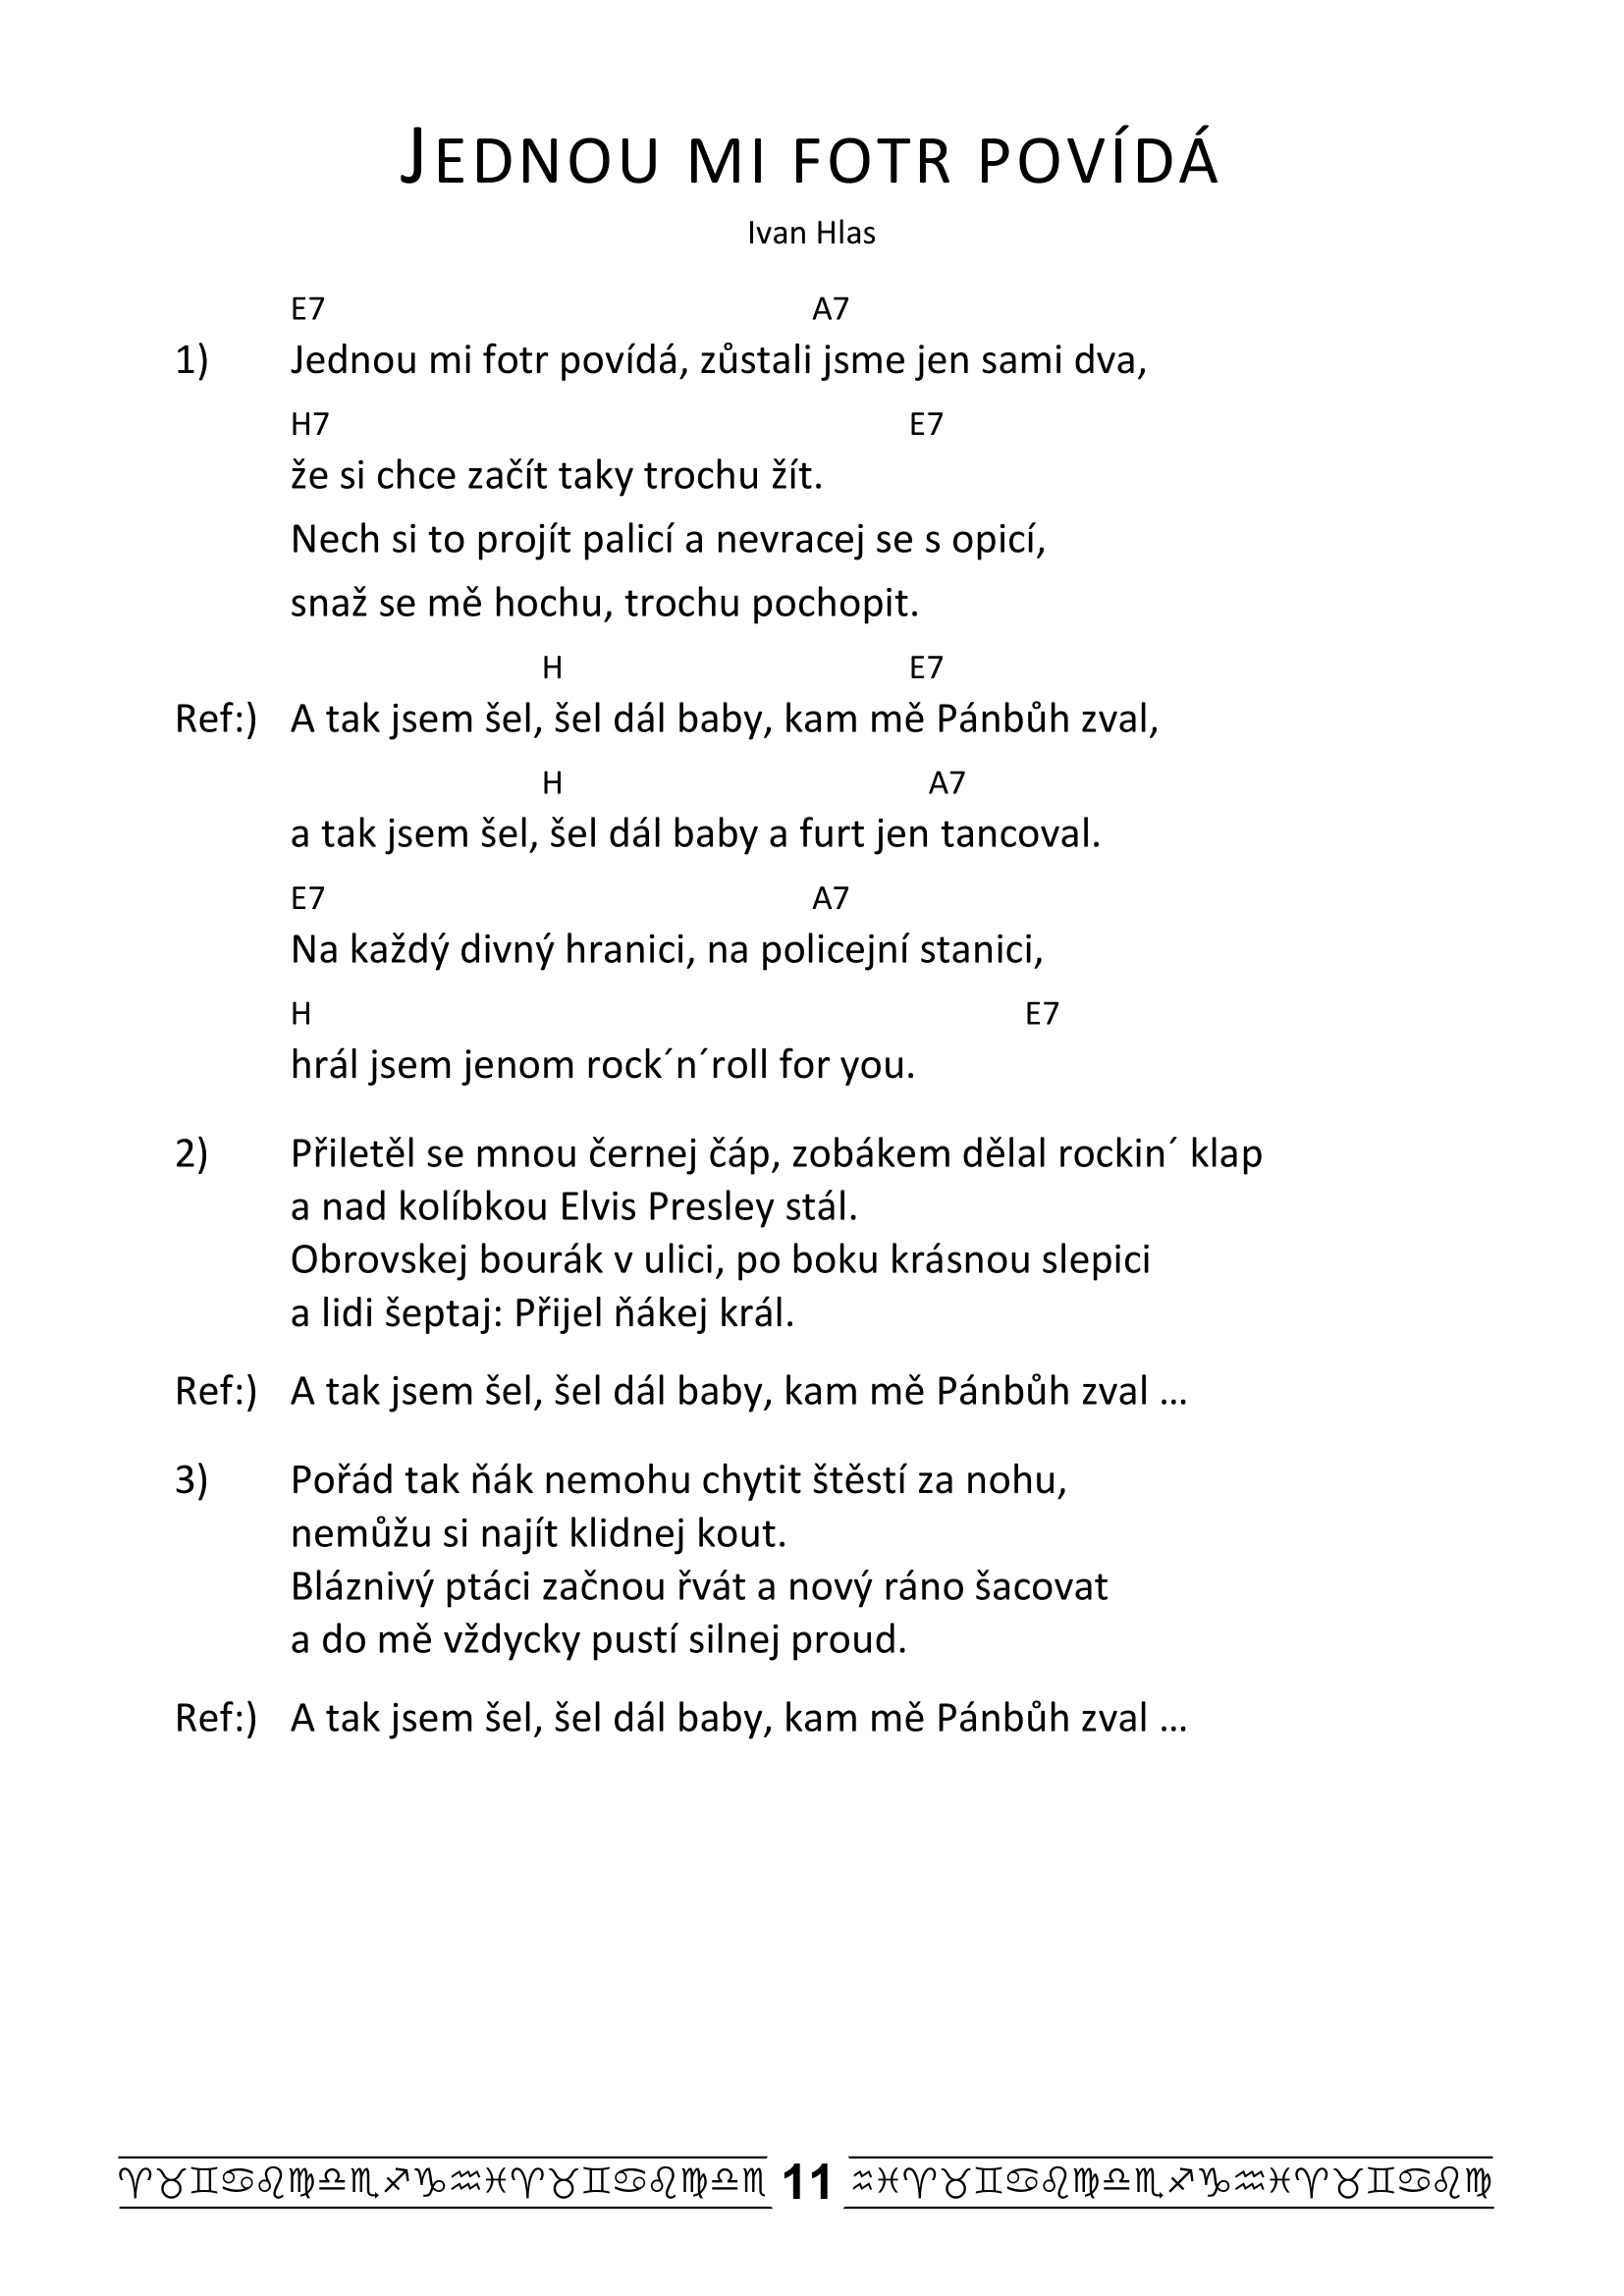 JEDNOU MI FOTR POVÍDÁ
Ivan Hlas
E7 A7
1) Jednou mi fotr povídá, zůstali jsme jen sami dva,
H7 E7
že si chce začít taky trochu žít.
Nech si to projít palicí a nevracej se s opicí,
snaž se mě hochu, trochu pochopit.
H E7
Ref:) A tak jsem šel, šel dál baby, kam mě Pánbůh zval,
H A7
a tak jsem šel, šel dál baby a furt jen tancoval.
E7 A7
Na každý divný hranici, na policejní stanici,
H E7
hrál jsem jenom rock´n´roll for you.
2) Přiletěl se mnou černej čáp, zobákem dělal rockin´ klap
a nad kolíbkou Elvis Presley stál.
Obrovskej bourák v ulici, po boku krásnou slepici
a lidi šeptaj: Přijel ňákej král.
Ref:) A tak jsem šel, šel dál baby, kam mě Pánbůh zval …
3) Pořád tak ňák nemohu chytit štěstí za nohu,
nemůžu si najít klidnej kout.
Bláznivý ptáci začnou řvát a nový ráno šacovat
a do mě vždycky pustí silnej proud.
Ref:) A tak jsem šel, šel dál baby, kam mě Pánbůh zval …
♈♉♊♋♌♍♎♏♐♑♒♓♈♉♊♋♌♍♎♏ 11 ♒♓♈♉♊♋♌♍♎♏♐♑♒♓♈♉♊♋♌♍